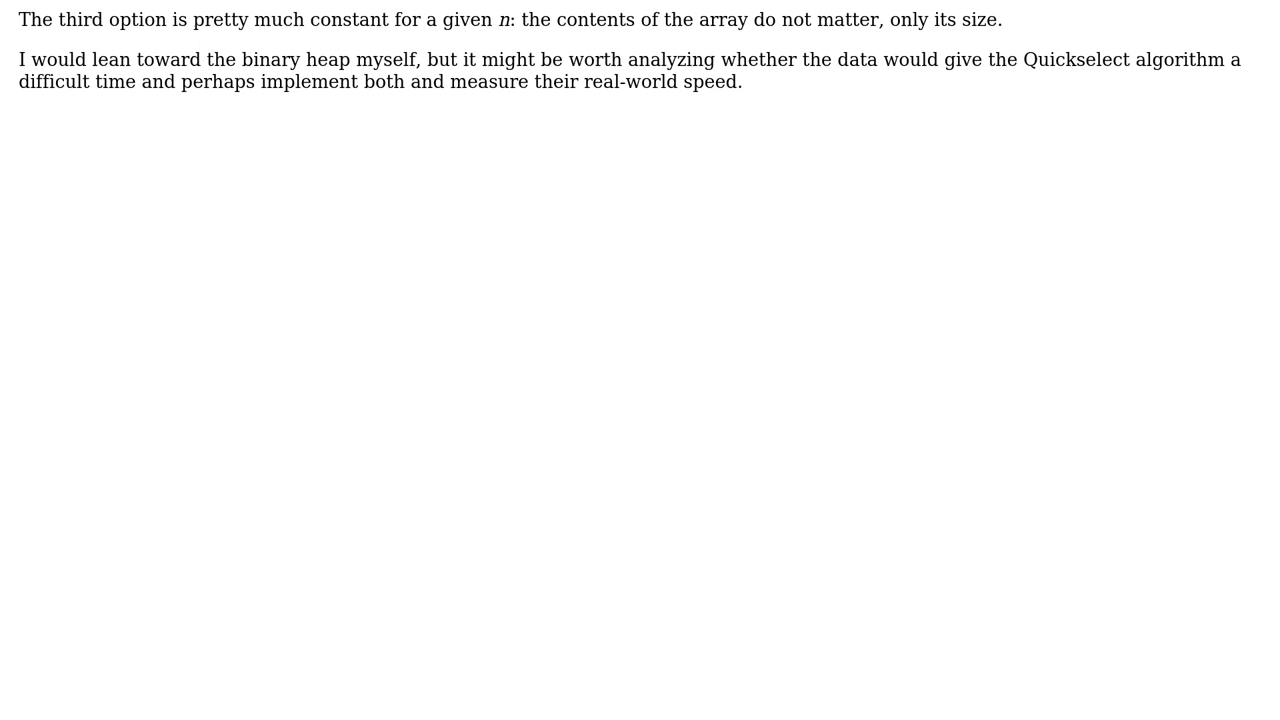 The third option is pretty much constant for a given n: the contents of the array do not matter, only its size.
I would lean toward the binary heap myself, but it might be worth analyzing whether the data would give the Quickselect algorithm a
difficult time and perhaps implement both and measure their real-world speed.